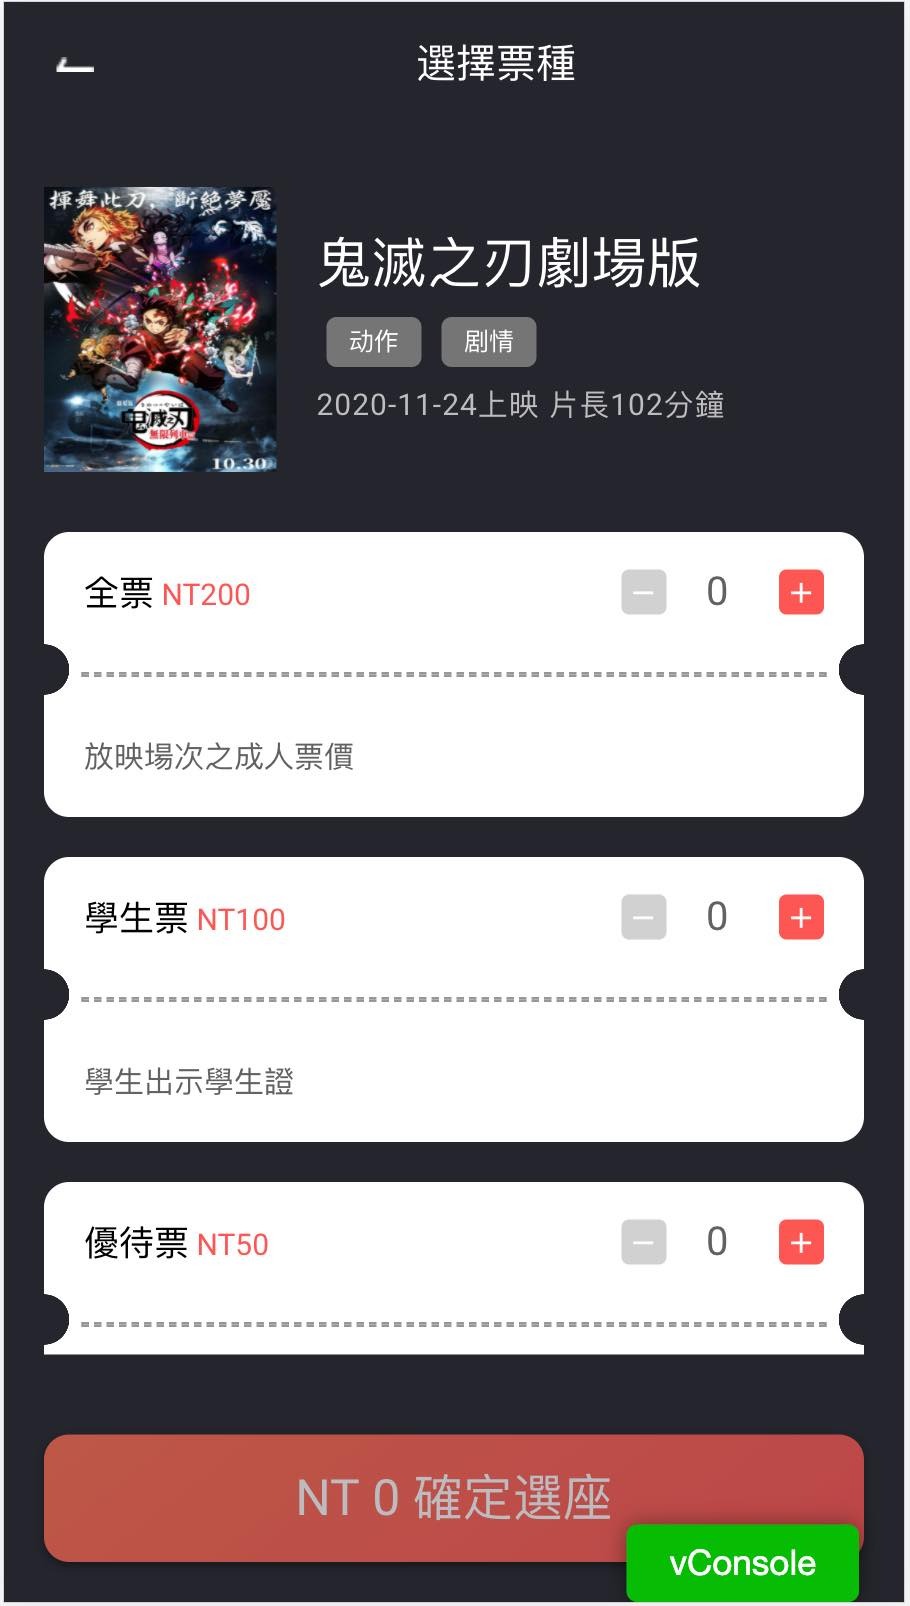 選擇票種
揮舞此刀，斷絕夢魘
鬼滅之刃
無限列車篇
10.30
鬼滅之刃劇場版
动作 剧情
2020-11-24上映 片長102分鐘
全票 NT200 − 0 +
放映場次之成人票價
學生票 NT100 − 0 +
學生出示學生證
優待票 NT50 − 0 +
NT 0 確定選座
vConsole